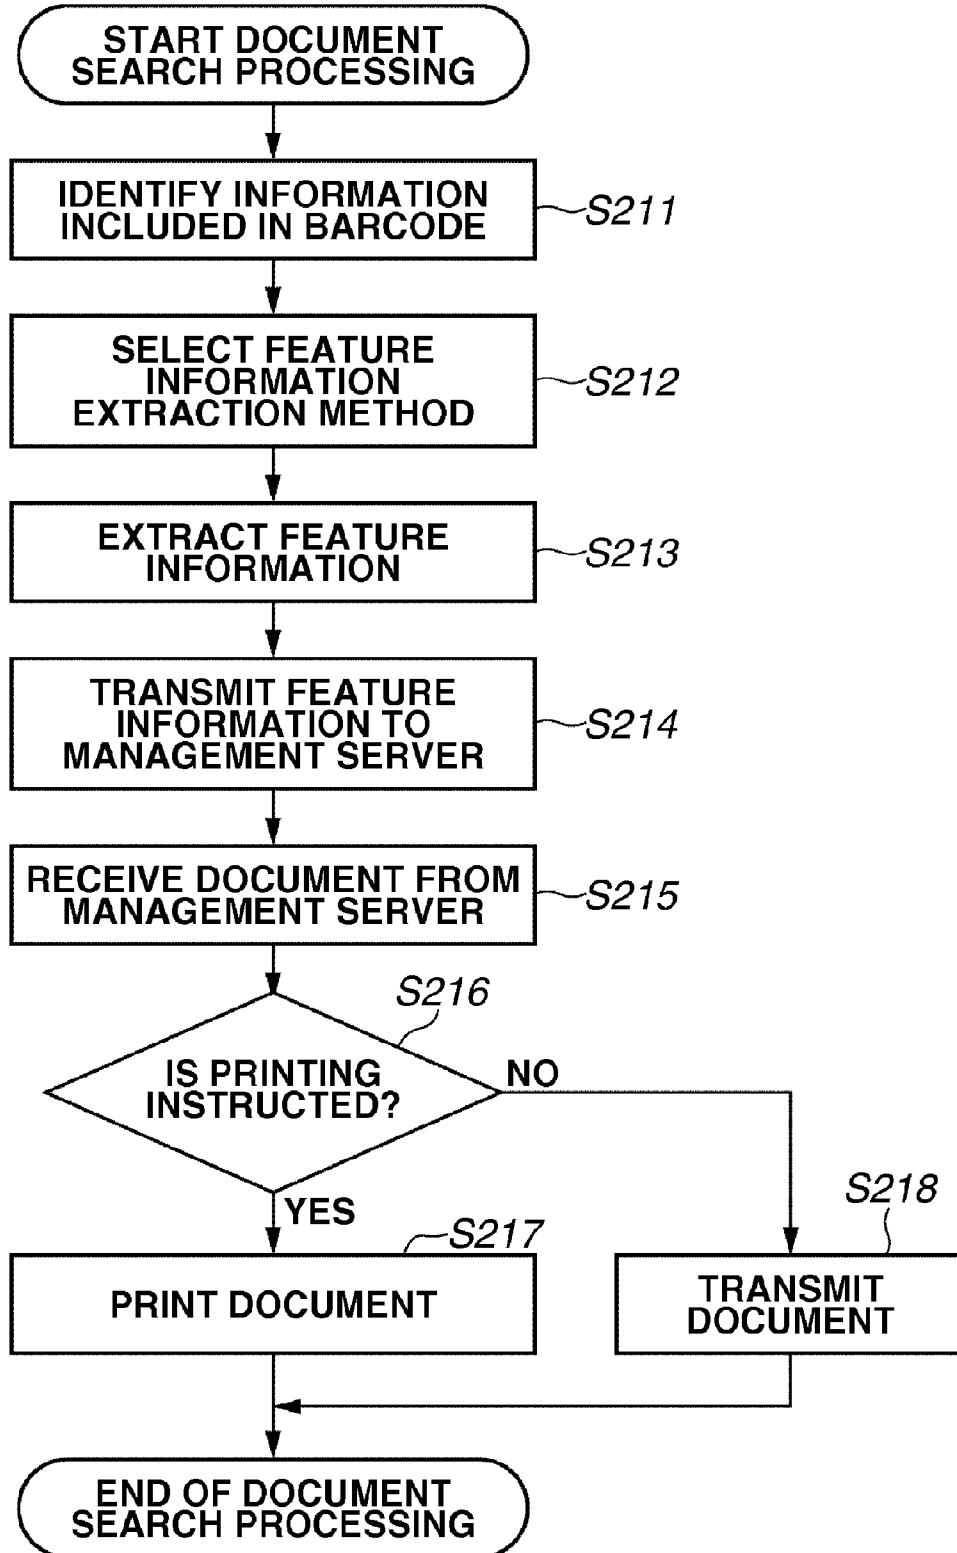 START DOCUMENT
SEARCH PROCESSING
IDENTIFY INFORMATION
INCLUDED IN BARCODE
S211
SELECT FEATURE
INFORMATION
EXTRACTION METHOD
S212
EXTRACT FEATURE
INFORMATION
S213
TRANSMIT FEATURE
INFORMATION TO
MANAGEMENT SERVER
S214
RECEIVE DOCUMENT FROM
MANAGEMENT SERVER
S215
S216
IS PRINTING
INSTRUCTED?
NO
YES
S217
PRINT DOCUMENT
S218
TRANSMIT
DOCUMENT
END OF DOCUMENT
SEARCH PROCESSING